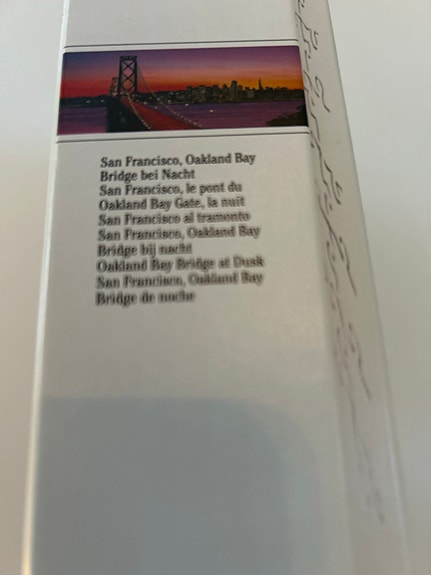 San Francisco, Oakland Bay
Bridge bei Nacht
San Francisco, le pont du
Oakland Bay Gate, la nuit
San Francisco al tramonto
San Francisco, Oakland Bay
Bridge bij nacht
Oakland Bay Bridge at Dusk
San Francisco, Oakland Bay
Bridge de noche